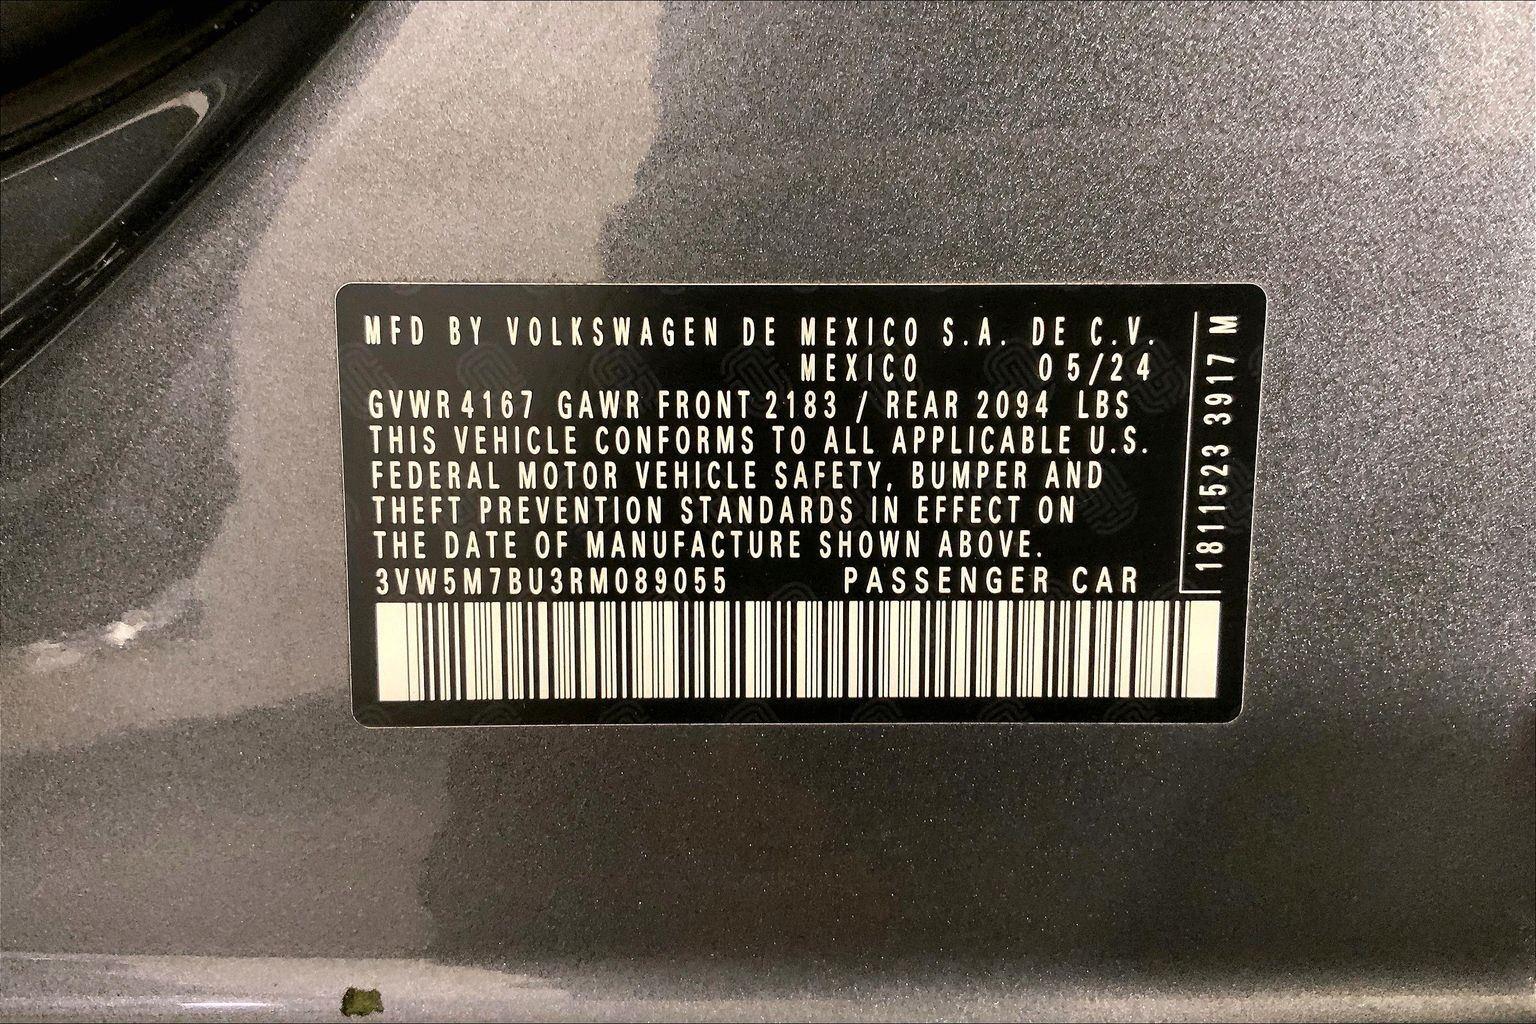 MFD BY VOLKSWAGEN DE MEXICO S.A. DE C.V.
MEXICO 05/24
GVWR 4167 GAWR FRONT 2183 / REAR 2094 LBS
THIS VEHICLE CONFORMS TO ALL APPLICABLE U.S.
FEDERAL MOTOR VEHICLE SAFETY, BUMPER AND
THEFT PREVENTION STANDARDS IN EFFECT ON
THE DATE OF MANUFACTURE SHOWN ABOVE.
3VW5M7BU3RM089055 PASSENGER CAR
1811523 3917 M